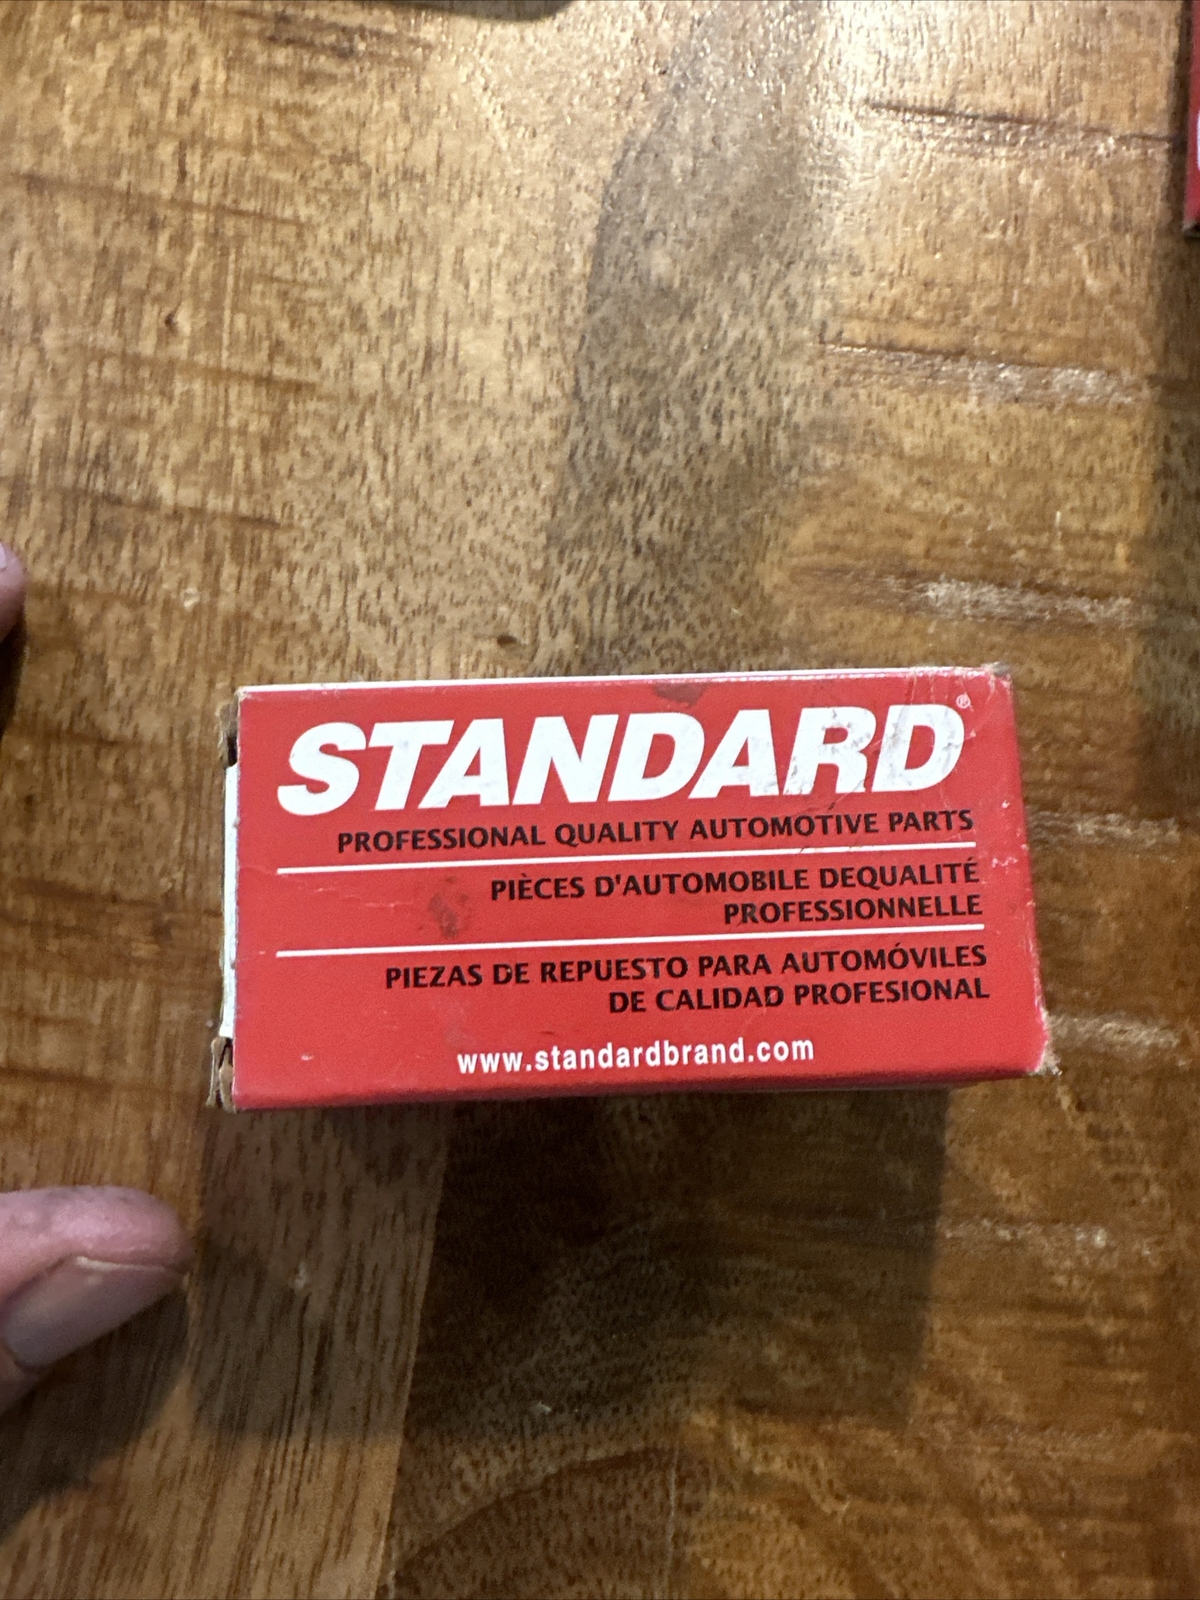 STANDARD®
PROFESSIONAL QUALITY AUTOMOTIVE PARTS
PIÈCES D'AUTOMOBILE DEQUALITÉ
PROFESSIONNELLE
PIEZAS DE REPUESTO PARA AUTOMÓVILES
DE CALIDAD PROFESIONAL
www.standardbrand.com